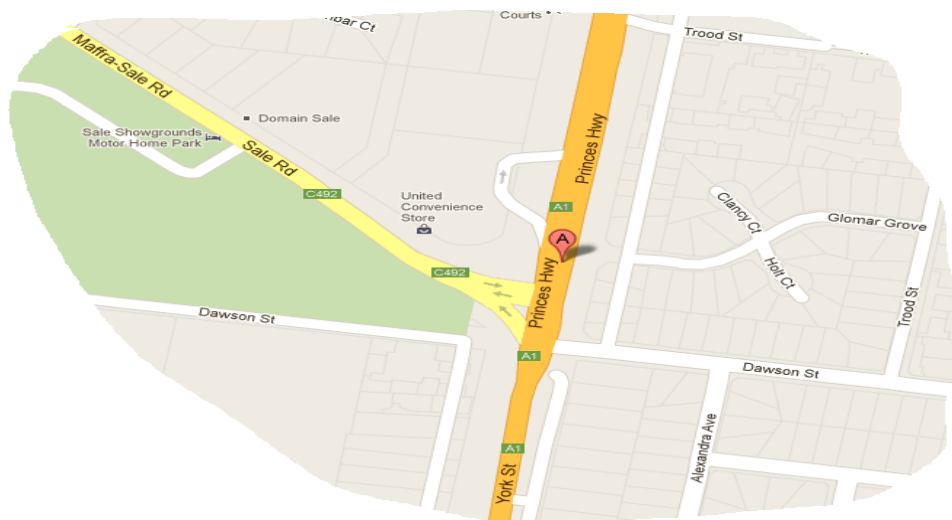 bar Ct
Courts
Trood St
Maffra-Sale Rd
Domain Sale
Sale Showgrounds
Motor Home Park
Sale Rd
Princes Hwy
C492
United
Convenience
Store
A1
Clancy Ct
Glomar Grove
A
C492
Princes Hwy
Holt Ct
Trood St
Dawson St
A1
Dawson St
A1
York St
Alexandra Ave